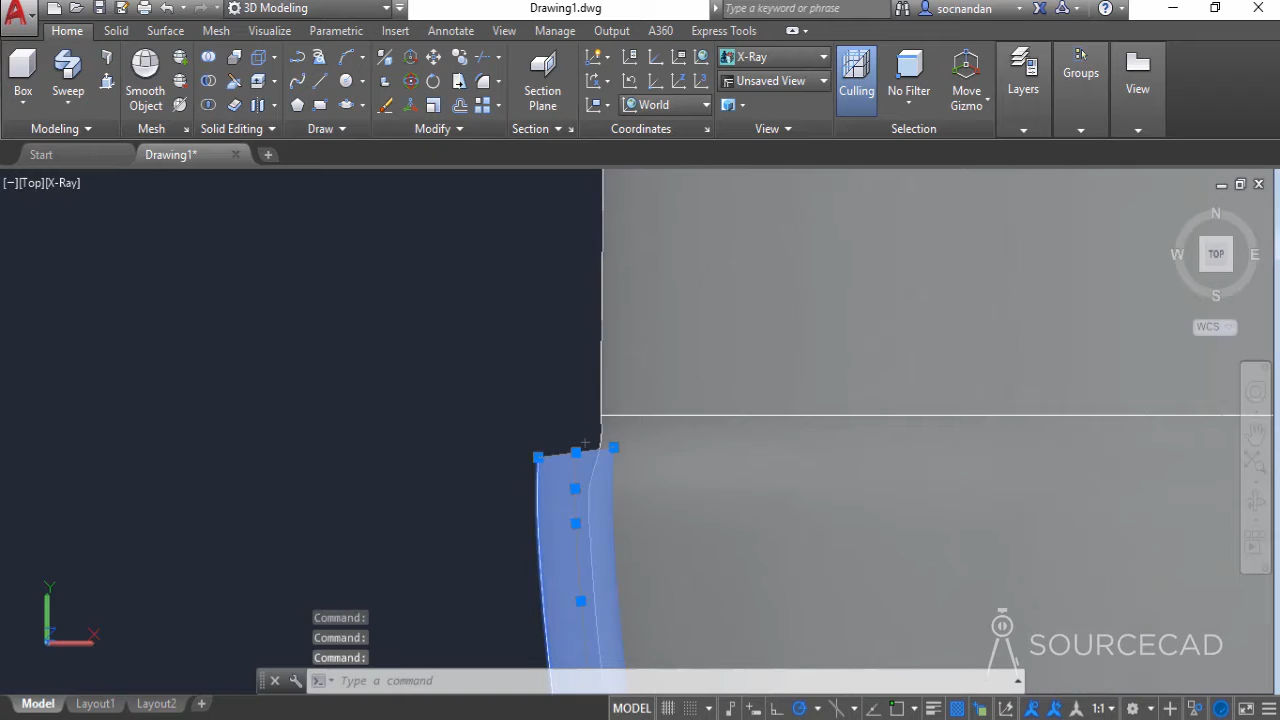 3D Modeling
Drawing1.dwg
Type a keyword or phrase
socnandan
Home
Solid
Surface
Mesh
Visualize
Parametric
Insert
Annotate
View
Manage
Output
A360
Express Tools
Box
Sweep
Smooth
Object
Section
Plane
X-Ray
Unsaved View
World
Culling
No Filter
Move
Gizmo
Layers
Groups
View
Modeling
Mesh
Solid Editing
Draw
Modify
Section
Coordinates
View
Selection
Start
Drawing1*
[−][Top][X-Ray]
N
W
TOP
E
S
WCS
Y
X
Z
Command:
Command:
Command:
Type a command
SOURCECAD
Model
Layout1
Layout2
MODEL
1:1